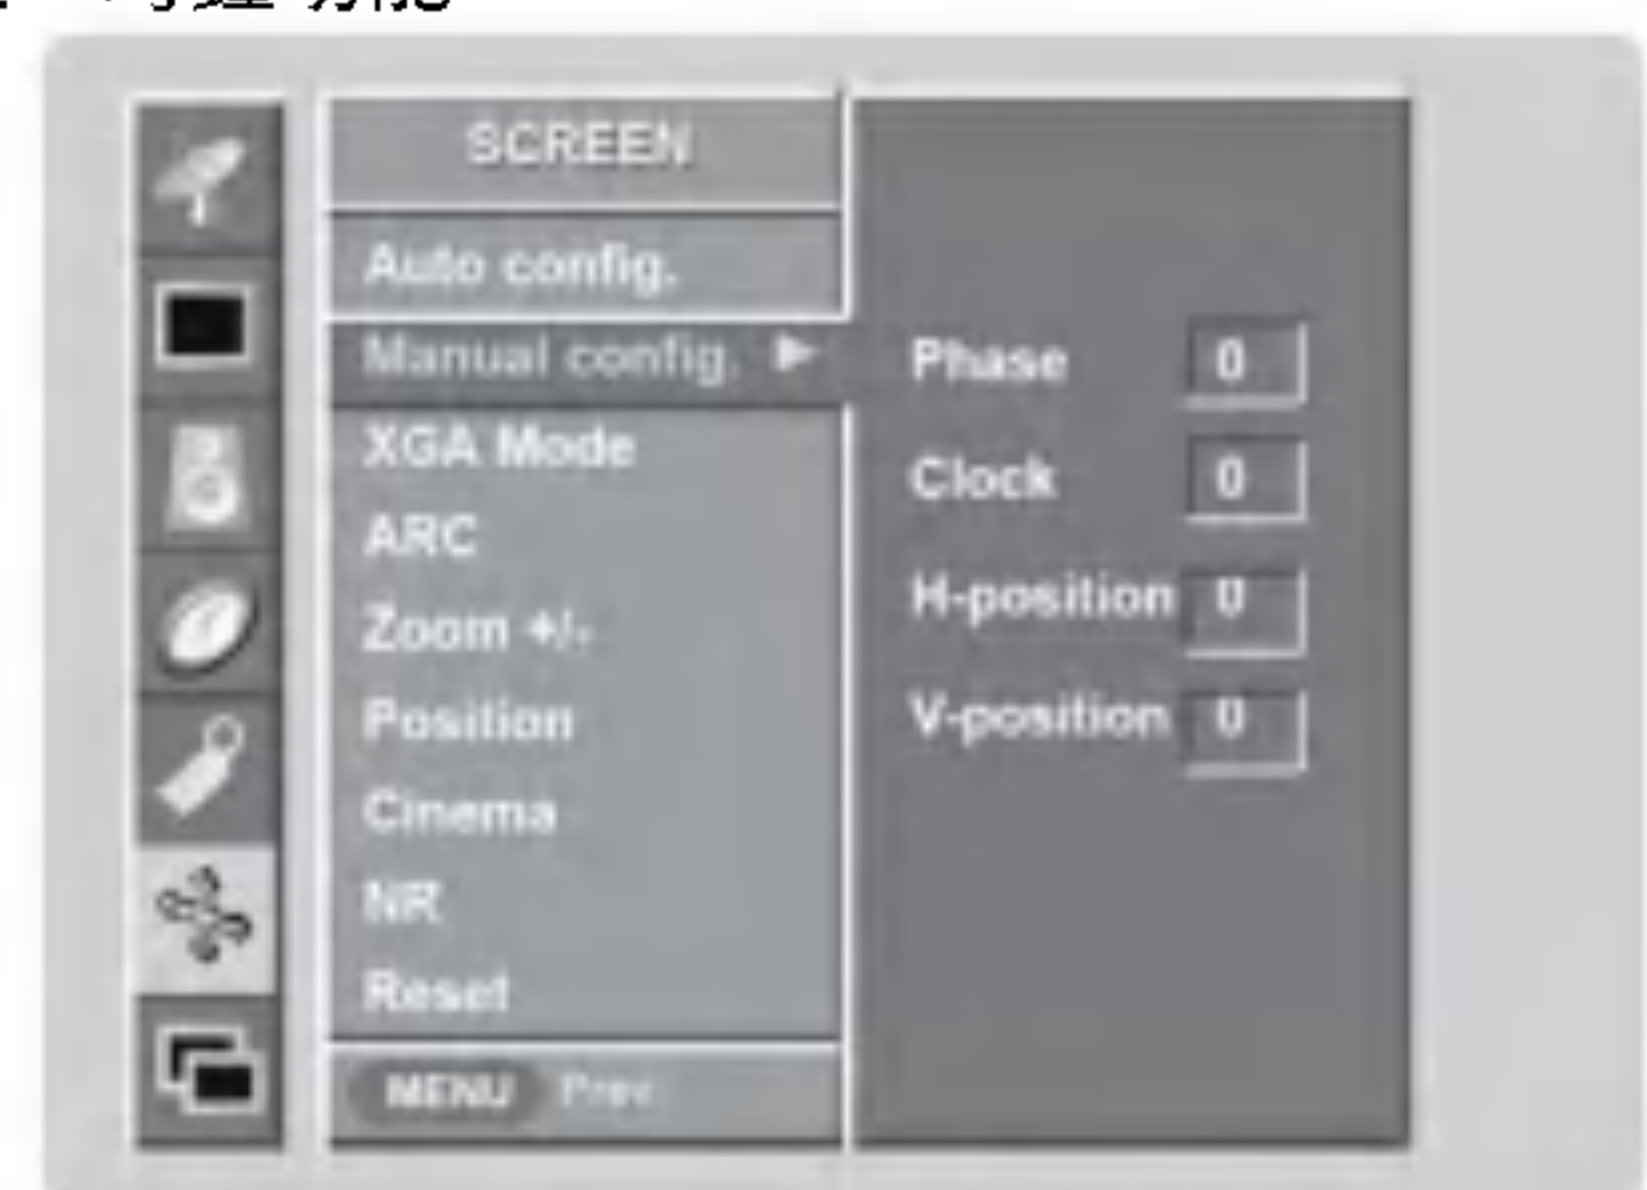 SCREEN
Auto config.
Manual config. ▶
XGA Mode
ARC
Zoom +/-
Position
Cinema
NR
Reset
MENU Prev.
Phase 0
Clock 0
H-position 0
V-position 0